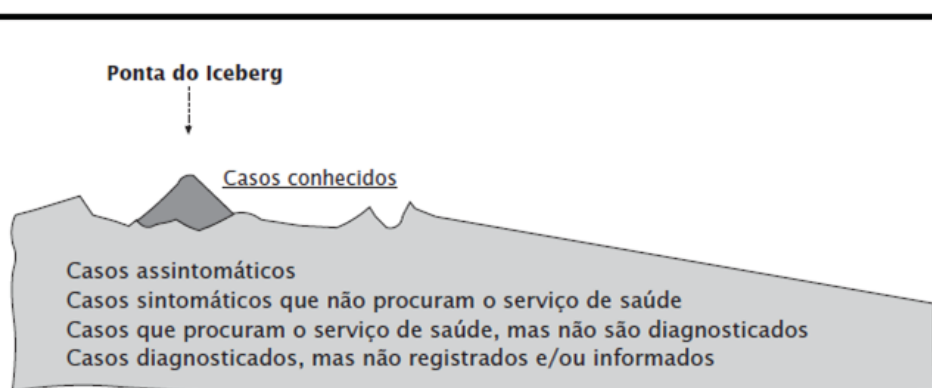 Ponta do Iceberg
Casos conhecidos
Casos assintomáticos
Casos sintomáticos que não procuram o serviço de saúde
Casos que procuram o serviço de saúde, mas não são diagnosticados
Casos diagnosticados, mas não registrados e/ou informados